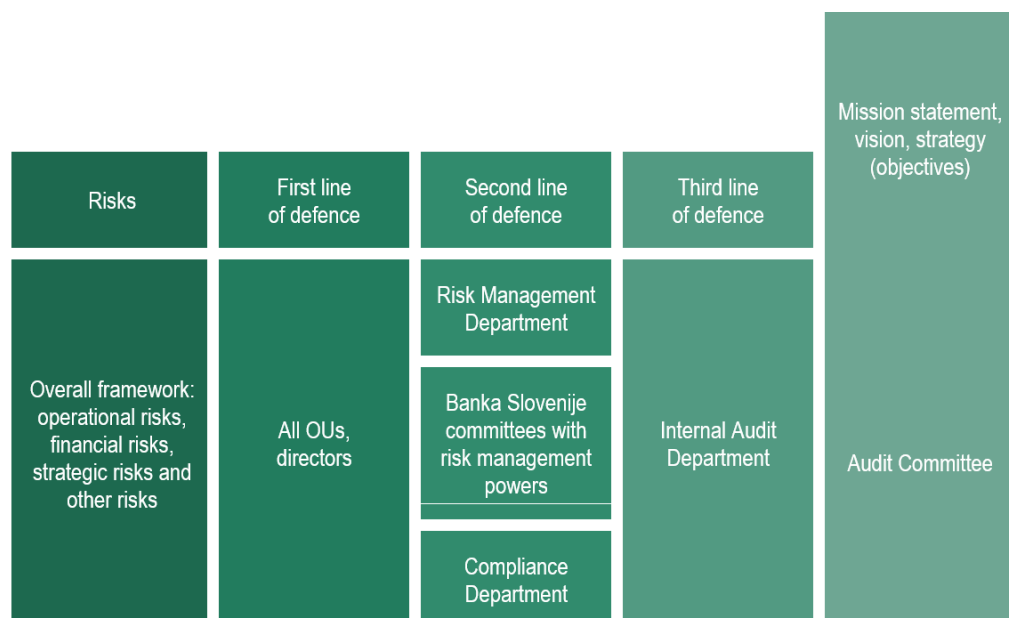 Mission statement,
vision, strategy
(objectives)
Risks
First line
of defence
Second line
of defence
Third line
of defence
Overall framework:
operational risks,
financial risks,
strategic risks and
other risks
All OUs,
directors
Risk Management
Department
Banka Slovenije
committees with
risk management
powers
Compliance
Department
Internal Audit
Department
Audit Committee